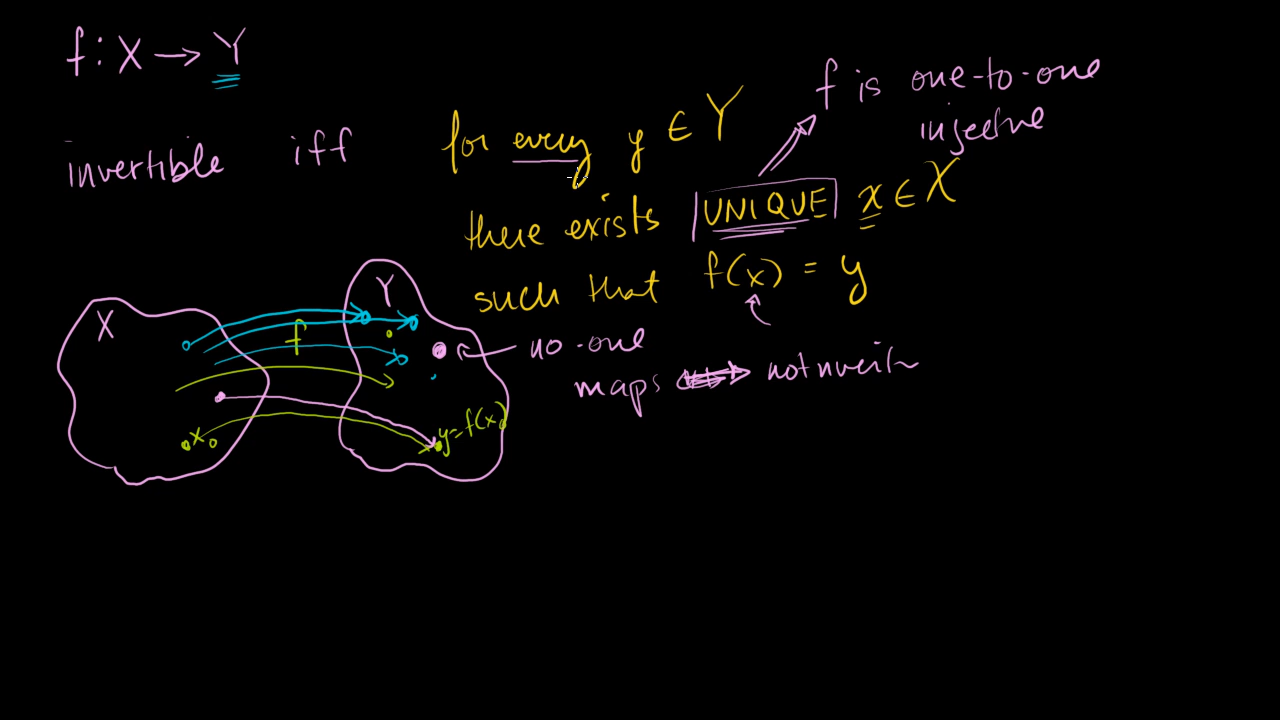 f : X → Y
f is one-to-one
injective
invertible iff
for every y ∈ Y
there exists UNIQUE x ∈ X
such that f(x) = y
X
f
Y
x
y=f(x)
no-one
maps